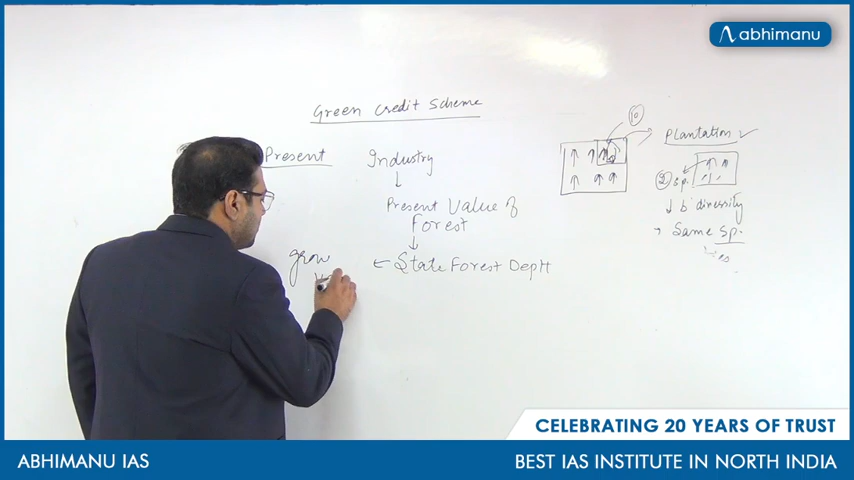 abhimanu
Green Credit Scheme
Present
Industry
Present Value of
Forest
← State Forest Deptt
grow
10
Plantation ✓
2 sp.
↓ b' diversity
→ Same sp.
CELEBRATING 20 YEARS OF TRUST
ABHIMANU IAS
BEST IAS INSTITUTE IN NORTH INDIA